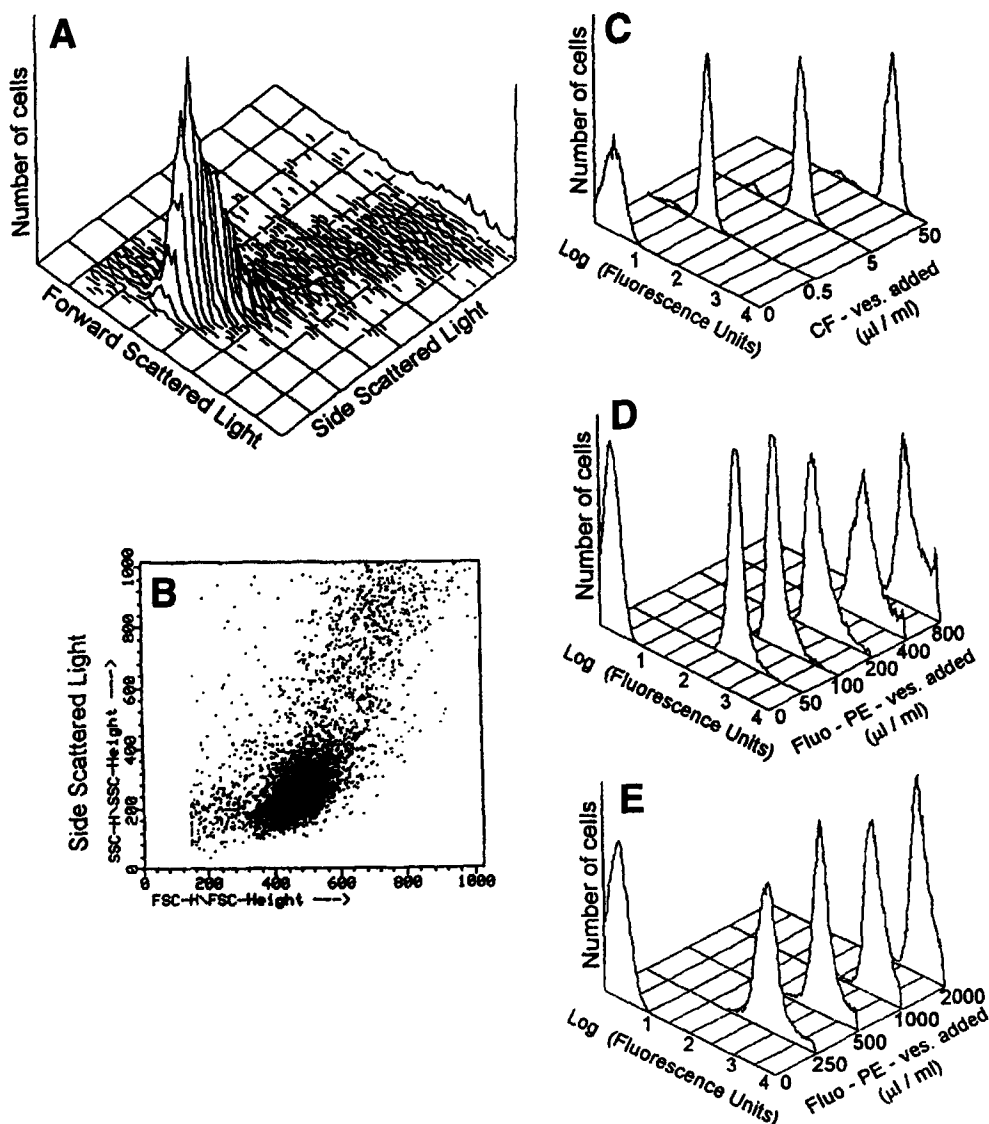 A
Number of cells
Forward Scattered Light
Side Scattered Light
B
Side Scattered Light
SSC-H\SSC-Height --->
0 200 400 600 800 1000
0 200 400 600 800 1000
FSC-H\FSC-Height --->
C
Number of cells
Log (Fluorescence Units)
1 2 3 4
0 0.5 5 50
CF - ves. added
(µl / ml)
D
Number of cells
Log (Fluorescence Units)
1 2 3 4
0 50 100 200 400 800
Fluo - PE - ves. added
(µl / ml)
E
Number of cells
Log (Fluorescence Units)
1 2 3 4
0 250 500 1000 2000
Fluo - PE - ves. added
(µl / ml)